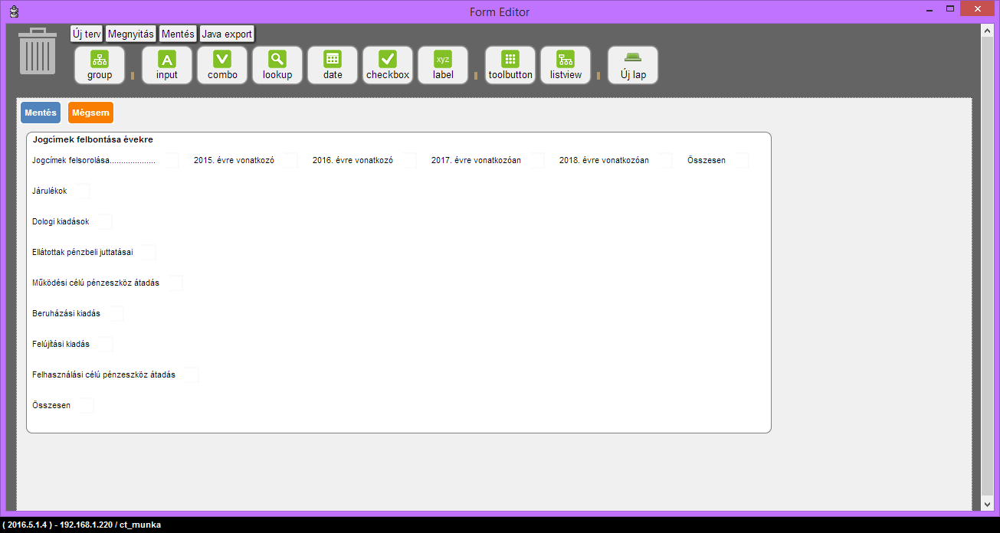 Form Editor
Új terv Megnyitás Mentés Java export
group input combo lookup date checkbox xyz label toolbutton listview Új lap
Mentés Mégsem
Jogcímek felbontása évekre
Jogcímek felsorolása.................... 2015. évre vonatkozó 2016. évre vonatkozó 2017. évre vonatkozóan 2018. évre vonatkozóan Összesen
Járulékok
Dologi kiadások
Ellátottak pénzbeli juttatásai
Működési célú pénzeszköz átadás
Beruházási kiadás
Felújítási kiadás
Felhasználási célú pénzeszköz átadás
Összesen
( 2016.5.1.4 ) - 192.168.1.220 / ct_munka